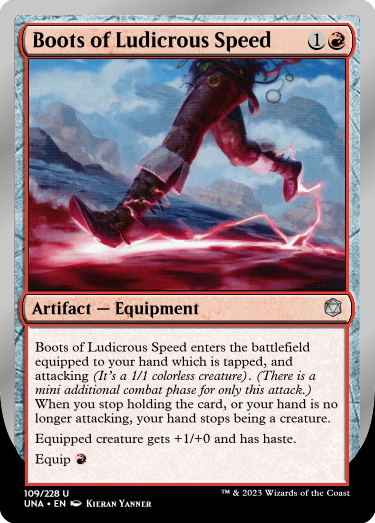 Boots of Ludicrous Speed 1
Artifact — Equipment
Boots of Ludicrous Speed enters the battlefield
equipped to your hand which is tapped, and
attacking (It's a 1/1 colorless creature). (There is a
mini additional combat phase for only this attack.)
When you stop holding the card, or your hand is no
longer attacking, your hand stops being a creature.
Equipped creature gets +1/+0 and has haste.
Equip
109/228 U
UNA • EN Kieran Yanner
™ & © 2023 Wizards of the Coast